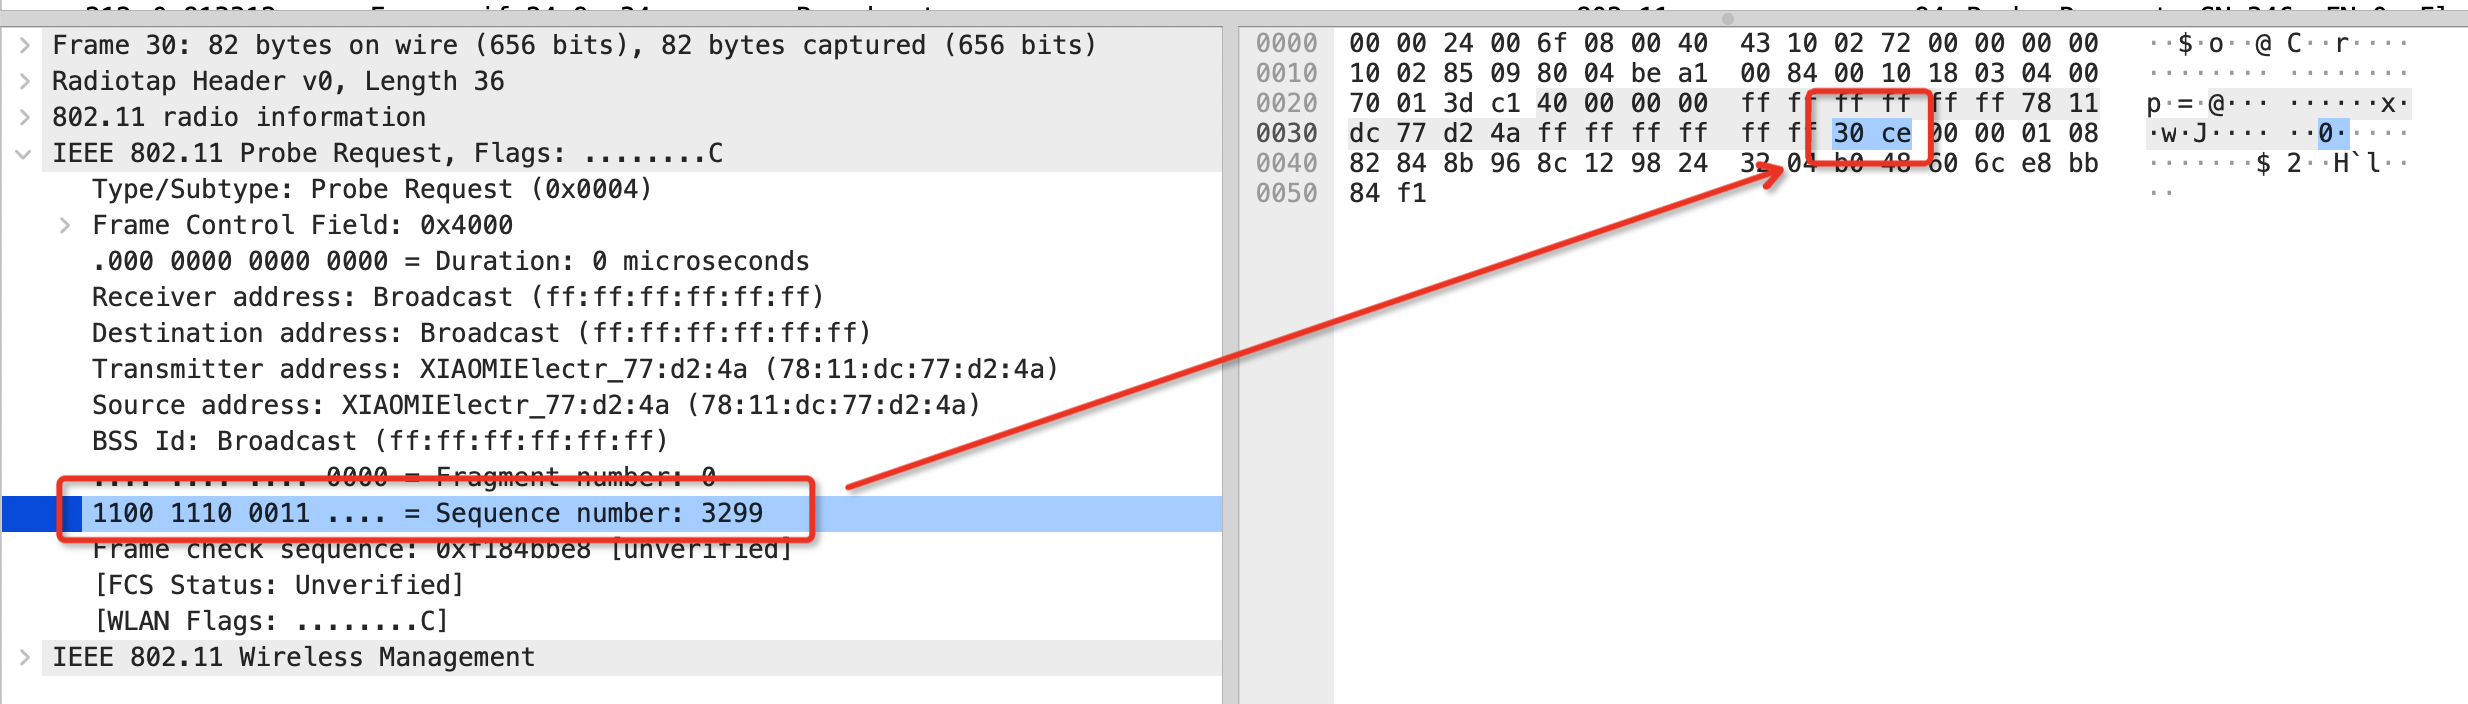 Frame 30: 82 bytes on wire (656 bits), 82 bytes captured (656 bits)
Radiotap Header v0, Length 36
802.11 radio information
IEEE 802.11 Probe Request, Flags: ........C
Type/Subtype: Probe Request (0x0004)
Frame Control Field: 0x4000
.000 0000 0000 0000 = Duration: 0 microseconds
Receiver address: Broadcast (ff:ff:ff:ff:ff:ff)
Destination address: Broadcast (ff:ff:ff:ff:ff:ff)
Transmitter address: XIAOMIElectr_77:d2:4a (78:11:dc:77:d2:4a)
Source address: XIAOMIElectr_77:d2:4a (78:11:dc:77:d2:4a)
BSS Id: Broadcast (ff:ff:ff:ff:ff:ff)
.... .... .... 0000 = Fragment number: 0
1100 1110 0011 .... = Sequence number: 3299
Frame check sequence: 0xf184bbe8 [unverified]
[FCS Status: Unverified]
[WLAN Flags: ........C]
IEEE 802.11 Wireless Management
0000 00 00 24 00 6f 08 00 40 43 10 02 72 00 00 00 00 ··$·o··@ C··r····
0010 10 02 85 09 80 04 be a1 00 84 00 10 18 03 04 00 ········ ········
0020 70 01 3d c1 40 00 00 00 ff ff ff ff ff ff 78 11 p·=·@··· ······x·
0030 dc 77 d2 4a ff ff ff ff ff ff 30 ce 00 00 01 08 ·w·J···· ··0·····
0040 82 84 8b 96 8c 12 98 24 32 04 b0 48 60 6c e8 bb ·······$ 2··H`l··
0050 84 f1 ··